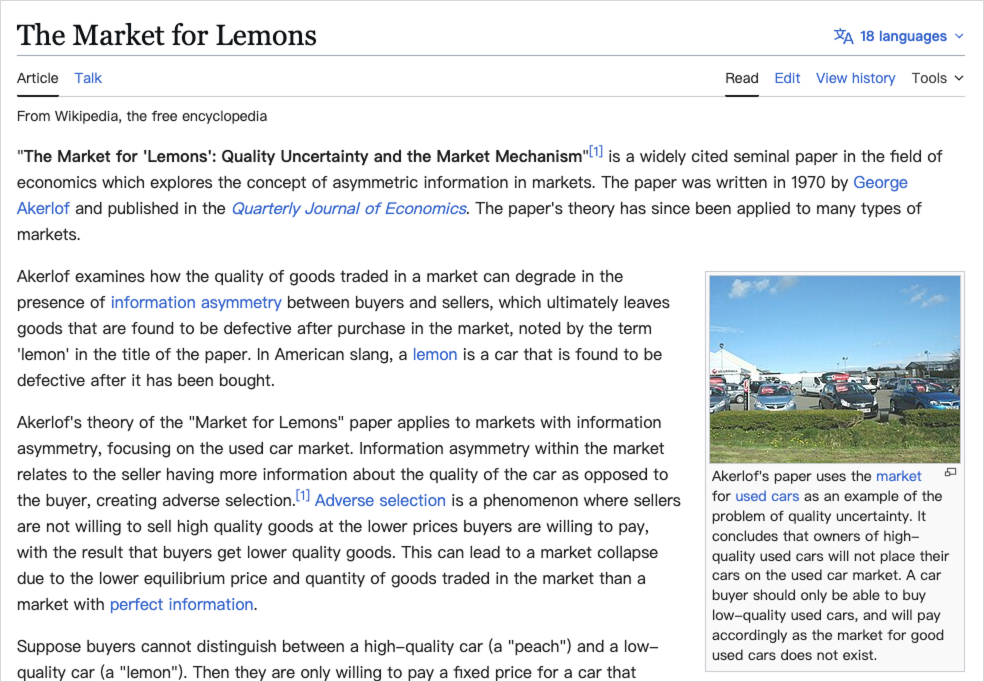 The Market for Lemons
18 languages
Article Talk
Read Edit View history Tools
From Wikipedia, the free encyclopedia
"The Market for 'Lemons': Quality Uncertainty and the Market Mechanism"[1] is a widely cited seminal paper in the field of
economics which explores the concept of asymmetric information in markets. The paper was written in 1970 by George
Akerlof and published in the Quarterly Journal of Economics. The paper's theory has since been applied to many types of
markets.
Akerlof examines how the quality of goods traded in a market can degrade in the
presence of information asymmetry between buyers and sellers, which ultimately leaves
goods that are found to be defective after purchase in the market, noted by the term
'lemon' in the title of the paper. In American slang, a lemon is a car that is found to be
defective after it has been bought.
Akerlof's theory of the "Market for Lemons" paper applies to markets with information
asymmetry, focusing on the used car market. Information asymmetry within the market
relates to the seller having more information about the quality of the car as opposed to
the buyer, creating adverse selection.[1] Adverse selection is a phenomenon where sellers
are not willing to sell high quality goods at the lower prices buyers are willing to pay,
with the result that buyers get lower quality goods. This can lead to a market collapse
due to the lower equilibrium price and quantity of goods traded in the market than a
market with perfect information.
Suppose buyers cannot distinguish between a high-quality car (a "peach") and a low-
quality car (a "lemon"). Then they are only willing to pay a fixed price for a car that
Akerlof's paper uses the market
for used cars as an example of the
problem of quality uncertainty. It
concludes that owners of high-
quality used cars will not place their
cars on the used car market. A car
buyer should only be able to buy
low-quality used cars, and will pay
accordingly as the market for good
used cars does not exist.